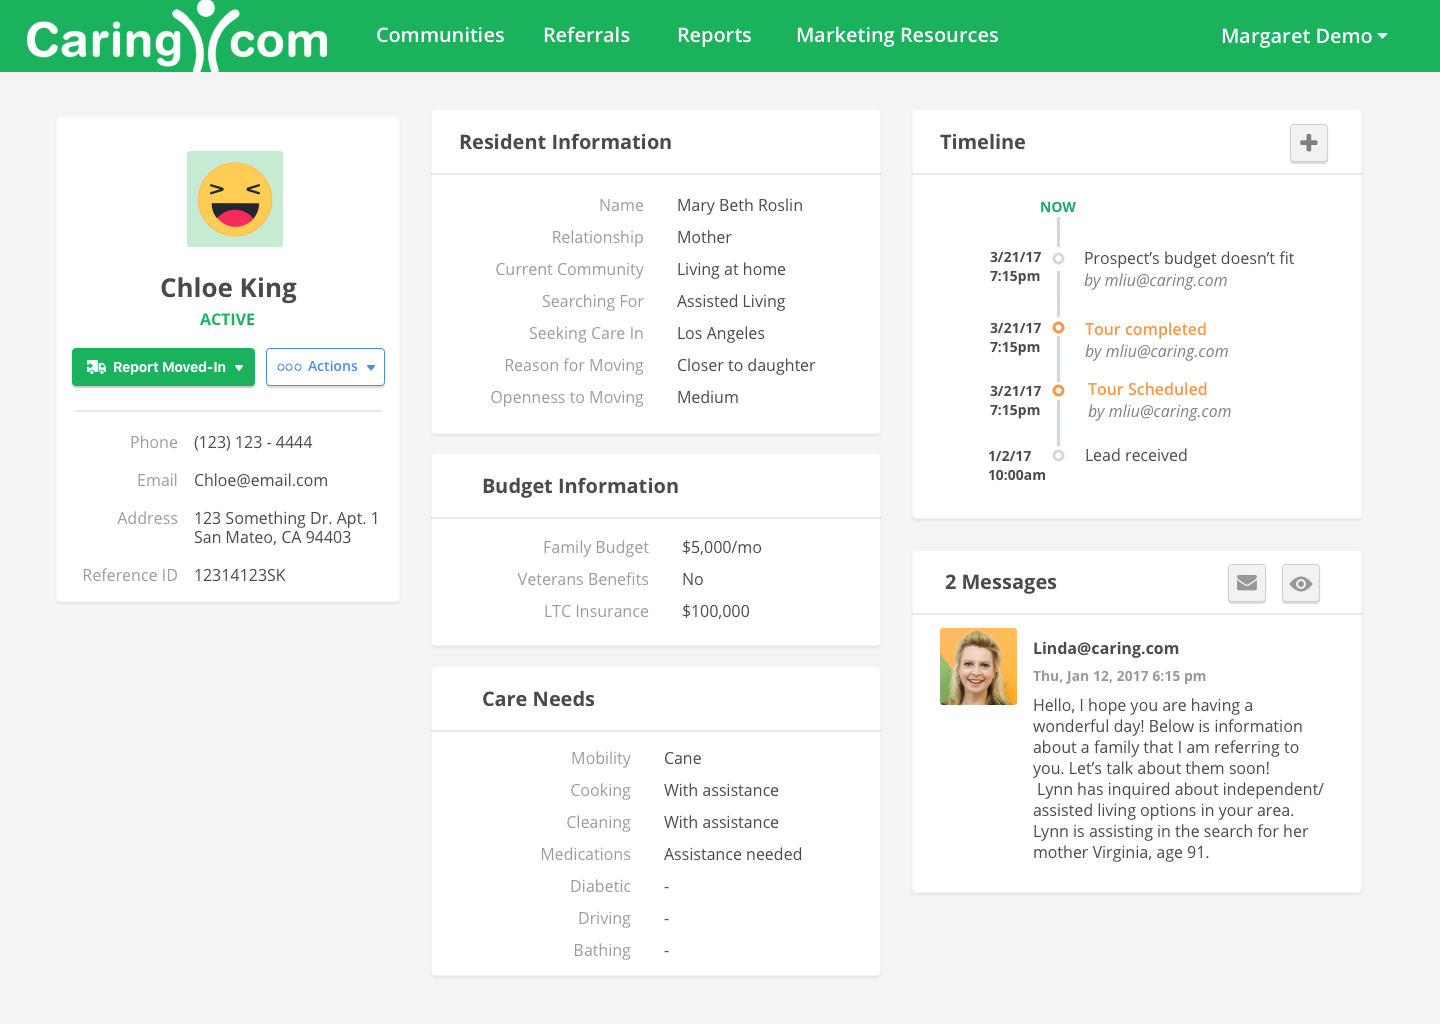 Caring com
Communities
Referrals
Reports
Marketing Resources
Margaret Demo
Chloe King
ACTIVE
Report Moved-In
Actions
Phone (123) 123 - 4444
Email Chloe@email.com
Address 123 Something Dr. Apt. 1
San Mateo, CA 94403
Reference ID 12314123SK
Resident Information
Name Mary Beth Roslin
Relationship Mother
Current Community Living at home
Searching For Assisted Living
Seeking Care In Los Angeles
Reason for Moving Closer to daughter
Openness to Moving Medium
Budget Information
Family Budget $5,000/mo
Veterans Benefits No
LTC Insurance $100,000
Care Needs
Mobility Cane
Cooking With assistance
Cleaning With assistance
Medications Assistance needed
Diabetic -
Driving -
Bathing -
Timeline
NOW
3/21/17 Prospect’s budget doesn’t fit
7:15pm by mliu@caring.com
3/21/17 Tour completed
7:15pm by mliu@caring.com
3/21/17 Tour Scheduled
7:15pm by mliu@caring.com
1/2/17 Lead received
10:00am
2 Messages
Linda@caring.com
Thu, Jan 12, 2017 6:15 pm
Hello, I hope you are having a
wonderful day! Below is information
about a family that I am referring to
you. Let’s talk about them soon!
Lynn has inquired about independent/
assisted living options in your area.
Lynn is assisting in the search for her
mother Virginia, age 91.